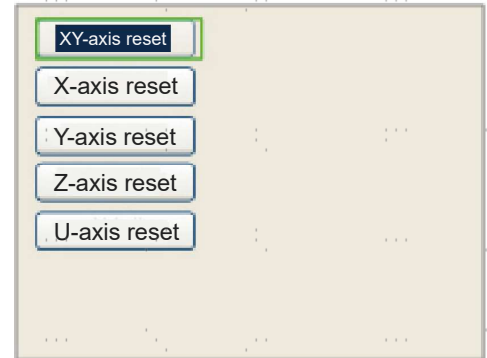 XY-axis reset
X-axis reset
Y-axis reset
Z-axis reset
U-axis reset